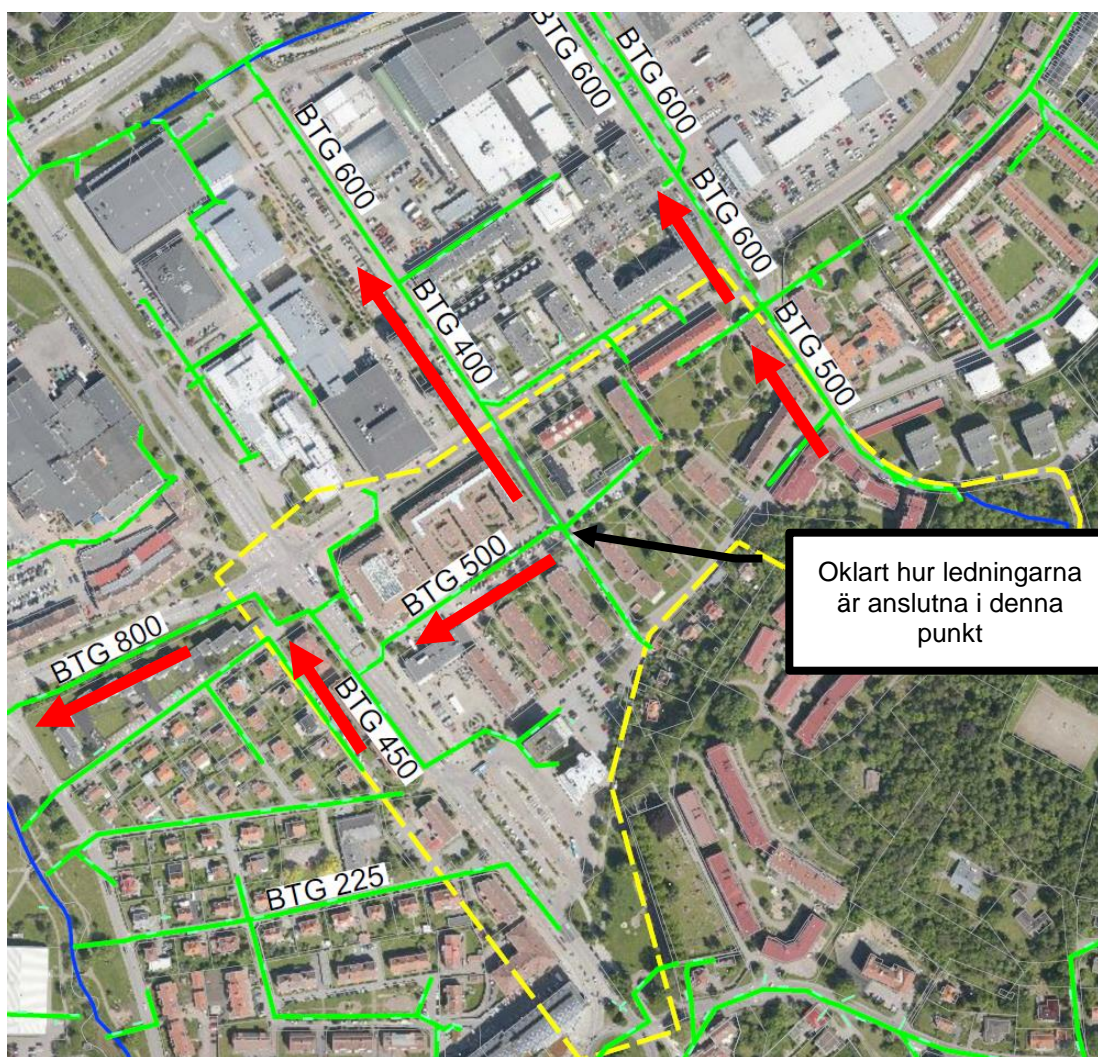 BTG 600
BTG 600
BTG 600
BTG 600
BTG 400
BTG 500
BTG 500
Oklart hur ledningarna
är anslutna i denna
punkt
BTG 800
BTG 450
BTG 225